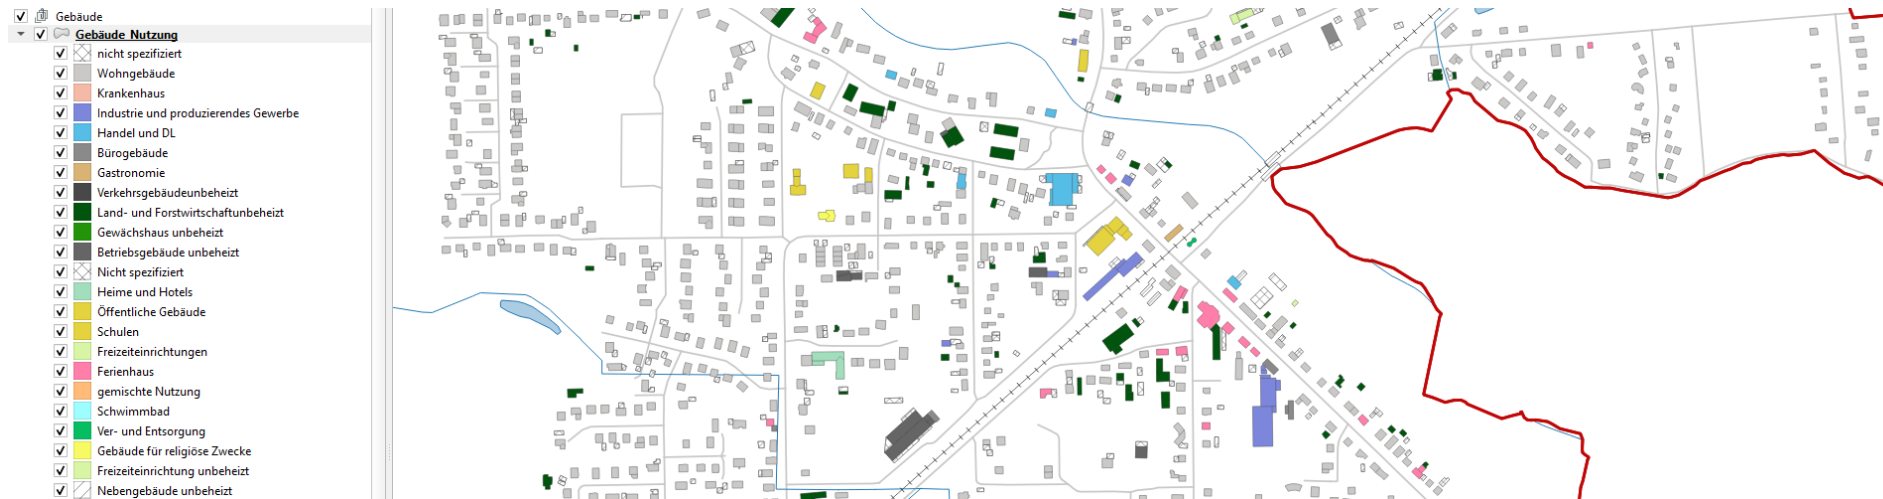 Gebäude
Gebäude Nutzung
nicht spezifiziert
Wohngebäude
Krankenhaus
Industrie und produzierendes Gewerbe
Handel und DL
Bürogebäude
Gastronomie
Verkehrsgebäudeunbeheizt
Land- und Forstwirtschaftunbeheizt
Gewächshaus unbeheizt
Betriebsgebäude unbeheizt
Nicht spezifiziert
Heime und Hotels
Öffentliche Gebäude
Schulen
Freizeiteinrichtungen
Ferienhaus
gemischte Nutzung
Schwimmbad
Ver- und Entsorgung
Gebäude für religiöse Zwecke
Freizeiteinrichtung unbeheizt
Nebengebäude unbeheizt